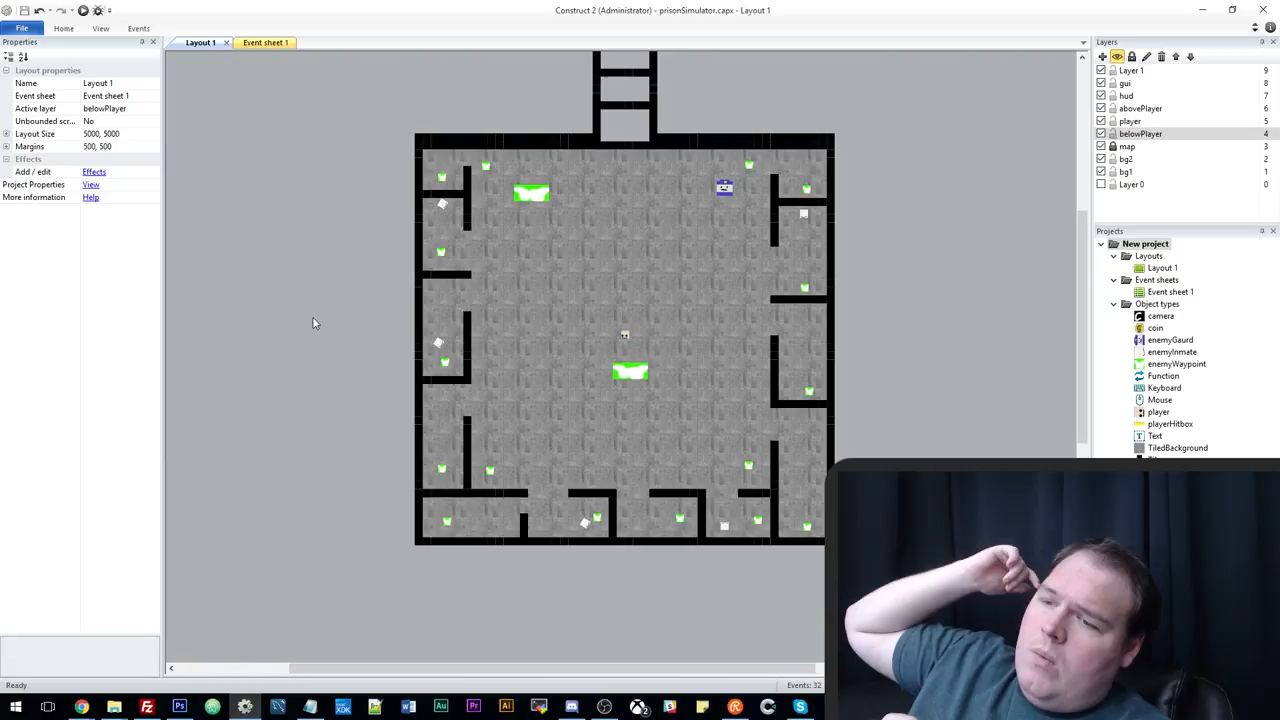 Construct 2 (Administrator) - prisonSimulator.capx - Layout 1
File Home View Events
Properties
Layout 1
Event sheet 1
Layout properties
Name Layout 1
Event sheet Event sheet 1
Active layer belowPlayer
Unbounded scr... No
Layout Size 5000, 5000
Margins 500, 500
Effects
Add / edit Effects
Project Properties View
More information Help
Layers
Layer 1 9
gui 8
hud 7
abovePlayer 6
player 5
belowPlayer 4
map 3
bg2 2
bg1 1
Layer 0 0
Projects
New project
Layouts
Layout 1
Event sheets
Event sheet 1
Object types
camera
coin
enemyGaurd
enemyInmate
enemyWaypoint
Function
Keyboard
Mouse
player
playerHitbox
Text
TiledBackground
Ready
Events: 32